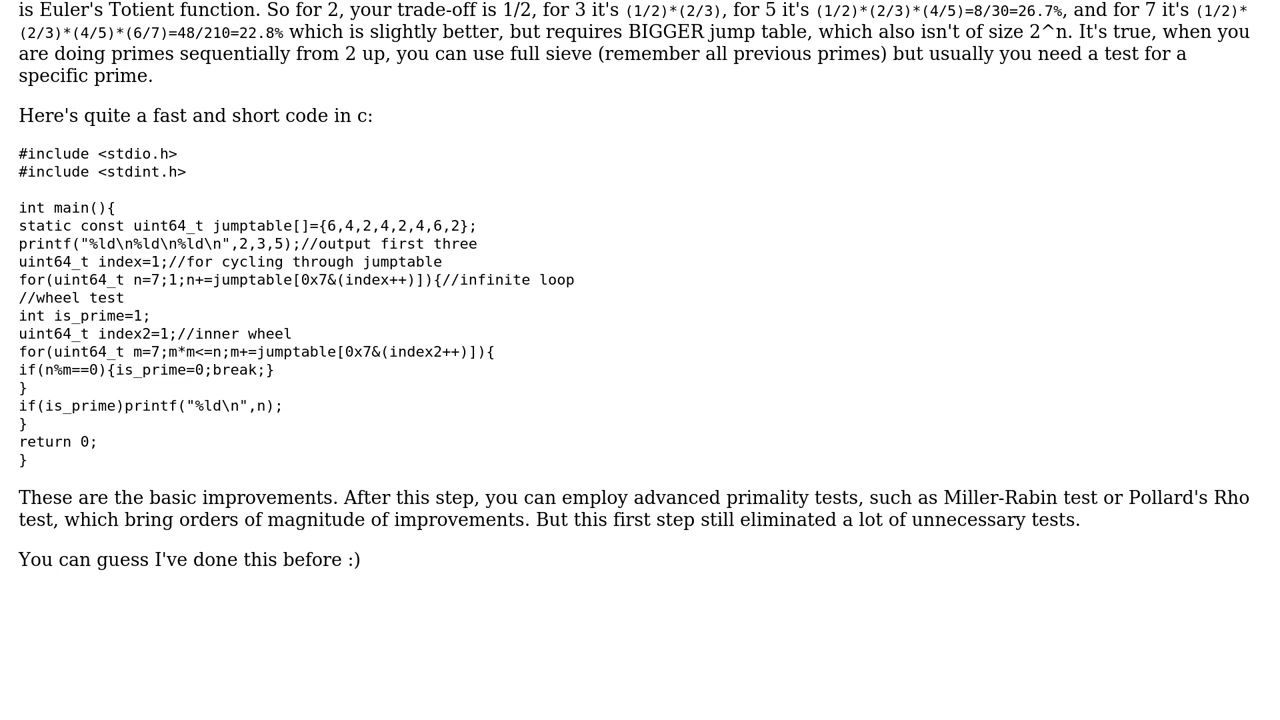 is Euler's Totient function. So for 2, your trade-off is 1/2, for 3 it's (1/2)*(2/3), for 5 it's (1/2)*(2/3)*(4/5)=8/30=26.7%, and for 7 it's (1/2)*
(2/3)*(4/5)*(6/7)=48/210=22.8% which is slightly better, but requires BIGGER jump table, which also isn't of size 2^n. It's true, when you
are doing primes sequentially from 2 up, you can use full sieve (remember all previous primes) but usually you need a test for a
specific prime.
Here's quite a fast and short code in c:
#include <stdio.h>
#include <stdint.h>
int main(){
static const uint64_t jumptable[]={6,4,2,4,2,4,6,2};
printf("%ld\n%ld\n%ld\n",2,3,5);//output first three
uint64_t index=1;//for cycling through jumptable
for(uint64_t n=7;1;n+=jumptable[0x7&(index++)]){//infinite loop
//wheel test
int is_prime=1;
uint64_t index2=1;//inner wheel
for(uint64_t m=7;m*m<=n;m+=jumptable[0x7&(index2++)]){
if(n%m==0){is_prime=0;break;}
}
if(is_prime)printf("%ld\n",n);
}
return 0;
}
These are the basic improvements. After this step, you can employ advanced primality tests, such as Miller-Rabin test or Pollard's Rho
test, which bring orders of magnitude of improvements. But this first step still eliminated a lot of unnecessary tests.
You can guess I've done this before :)